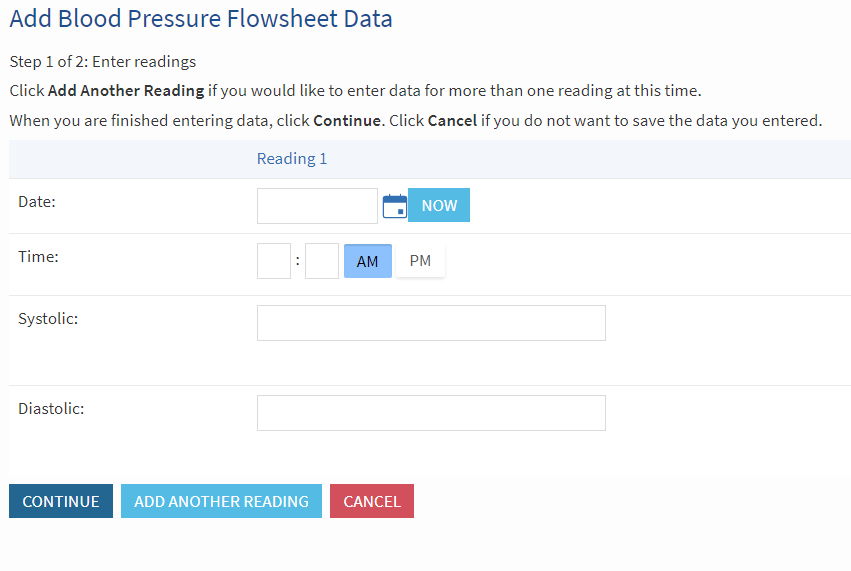 Add Blood Pressure Flowsheet Data
Step 1 of 2: Enter readings
Click Add Another Reading if you would like to enter data for more than one reading at this time.
When you are finished entering data, click Continue. Click Cancel if you do not want to save the data you entered.
Reading 1
Date: NOW
Time: : AM PM
Systolic:
Diastolic:
CONTINUE ADD ANOTHER READING CANCEL